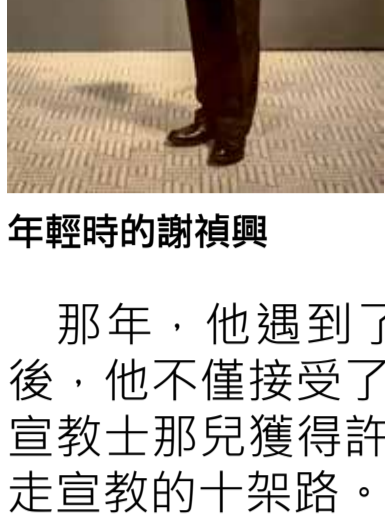 年輕時的謝禎興
那年，他遇到了
後，他不僅接受了
宣教士那兒獲得許
走宣教的十架路。